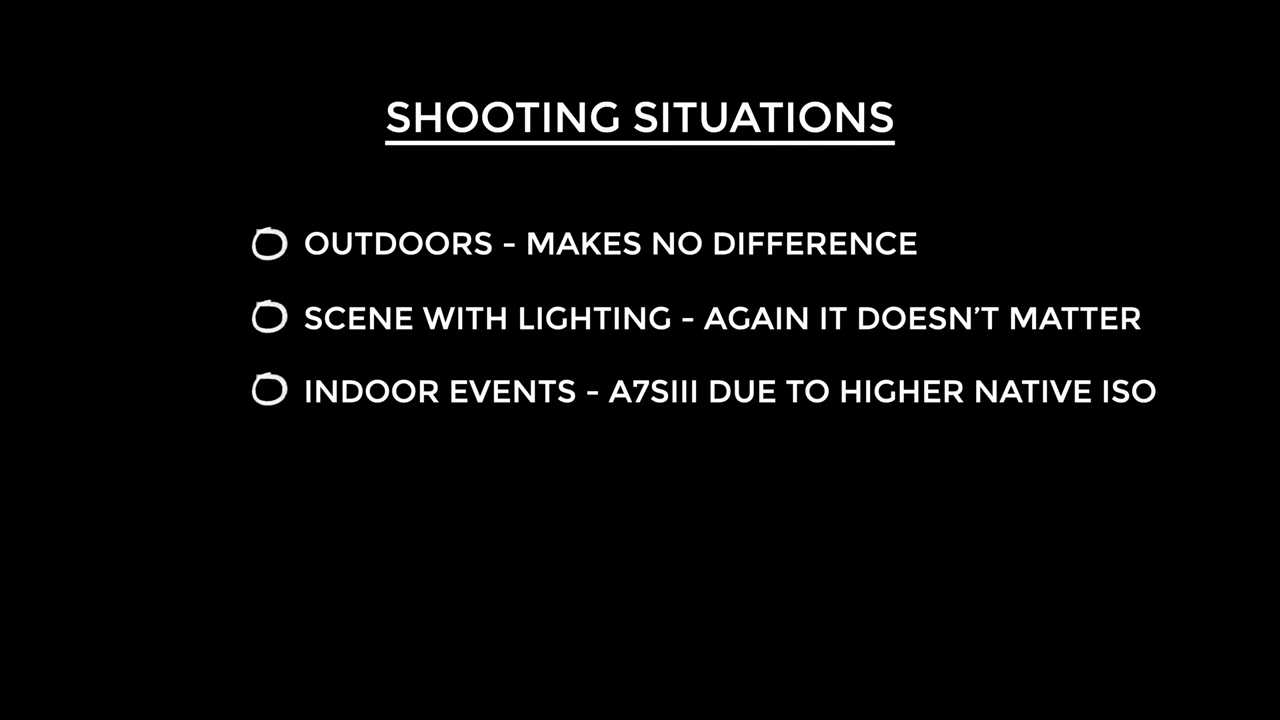 SHOOTING SITUATIONS
OUTDOORS - MAKES NO DIFFERENCE
SCENE WITH LIGHTING - AGAIN IT DOESN’T MATTER
INDOOR EVENTS - A7SIII DUE TO HIGHER NATIVE ISO